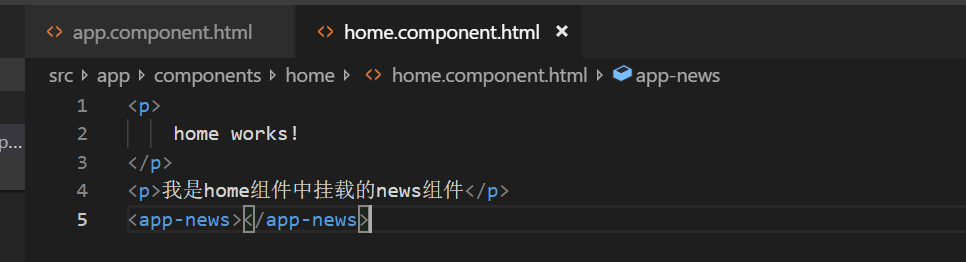 app.component.html home.component.html ×
src app components home home.component.html app-news
p...
1 <p>
2 home works!
3 </p>
4 <p>我是home组件中挂载的news组件</p>
5 <app-news></app-news>